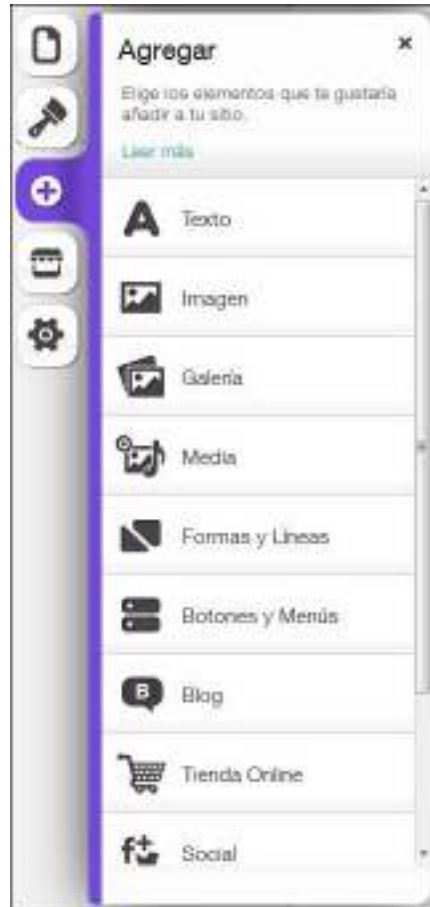 Agregar
Elige los elementos que te gustaría
añadir a tu sitio.
Leer más
Texto
Imagen
Galería
Media
Formas y Líneas
Botones y Menús
Blog
Tienda Online
Social